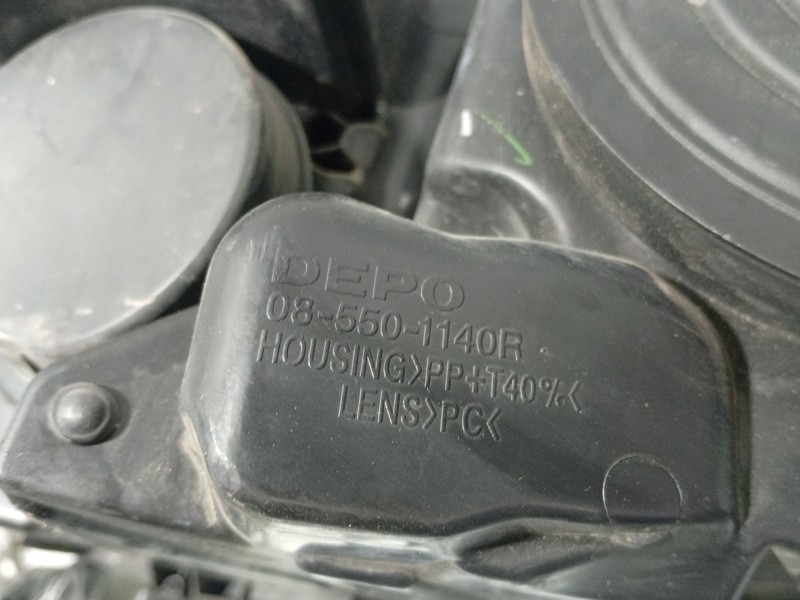 DEPO
08-550-1140R
HOUSING>PP+T40%<
LENS>PC<